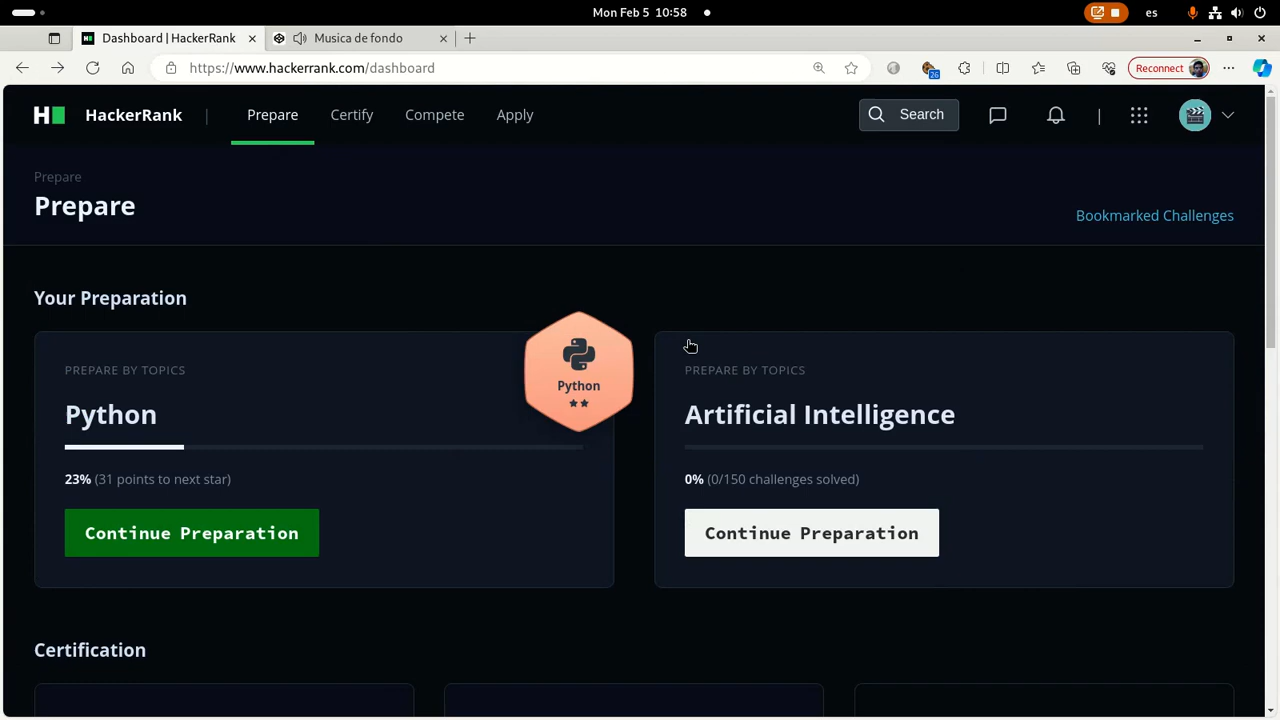 Mon Feb 5 10:58
es
Dashboard | HackerRank
Musica de fondo
https://www.hackerrank.com/dashboard
26
Reconnect
H
HackerRank
Prepare
Certify
Compete
Apply
Search
Prepare
Prepare
Bookmarked Challenges
Your Preparation
PREPARE BY TOPICS
Python
23% (31 points to next star)
Continue Preparation
Python
PREPARE BY TOPICS
Artificial Intelligence
0% (0/150 challenges solved)
Continue Preparation
Certification